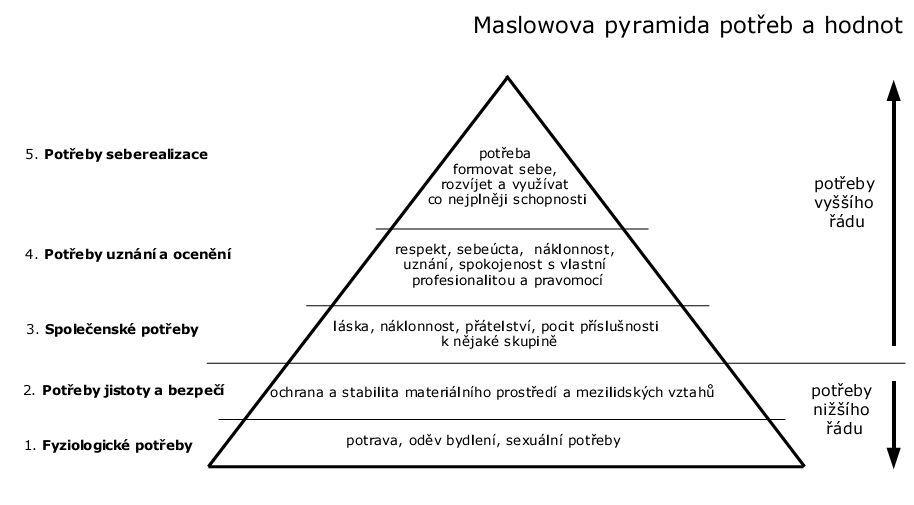 Maslowova pyramida potřeb a hodnot
5. Potřeby seberealizace
potřeba
formovat sebe,
rozvíjet a využívat
co nejplněji schopnosti
potřeby
vyššího
řádu
4. Potřeby uznání a ocenění
respekt, sebeúcta, náklonnost,
uznání, spokojenost s vlastní
profesionalitou a pravomocí
3. Společenské potřeby
láska, náklonnost, přátelství, pocit příslušnosti
k nějaké skupině
2. Potřeby jistoty a bezpečí
ochrana a stabilita materiálního prostředí a mezilidských vztahů
potřeby
nižšího
řádu
1. Fyziologické potřeby
potrava, oděv bydlení, sexuální potřeby